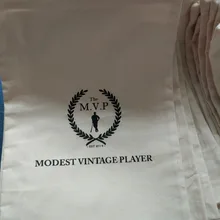 The
M.V.P
MODEST VINTAGE PLAYER